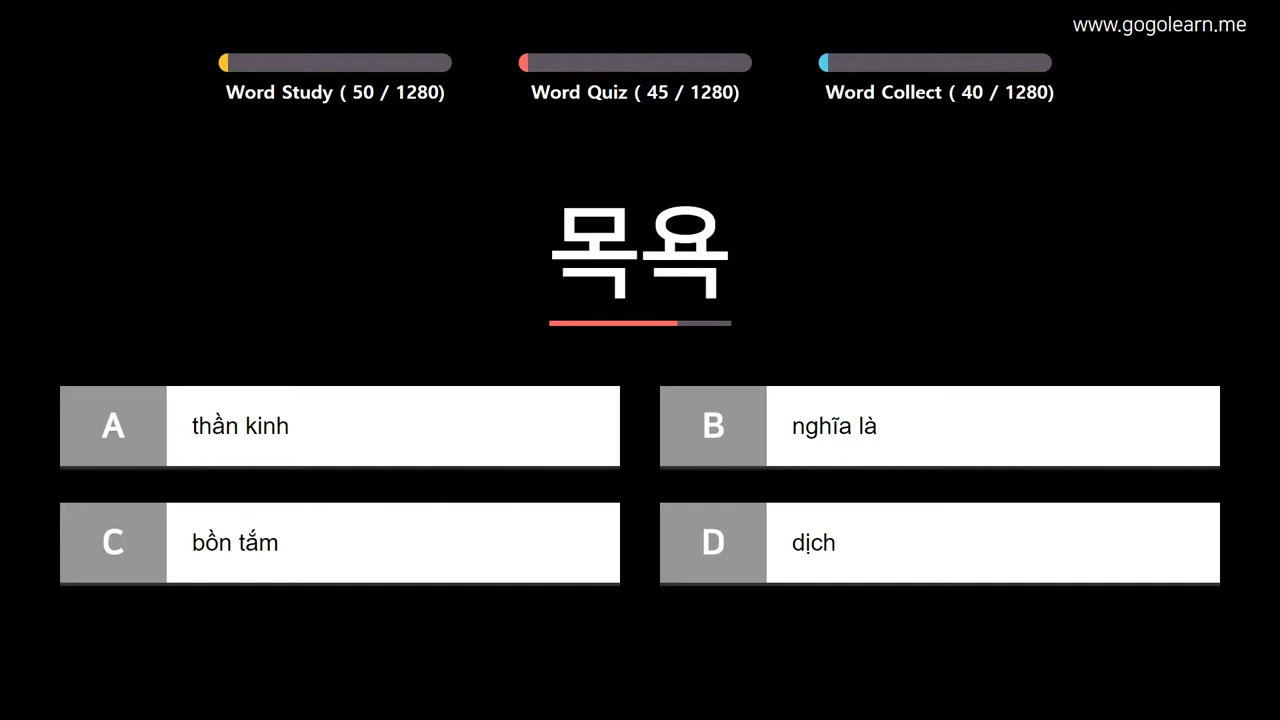 www.gogolearn.me
Word Study ( 50 / 1280)
Word Quiz ( 45 / 1280)
Word Collect ( 40 / 1280)
목욕
A thần kinh
B nghĩa là
C bồn tắm
D dịch